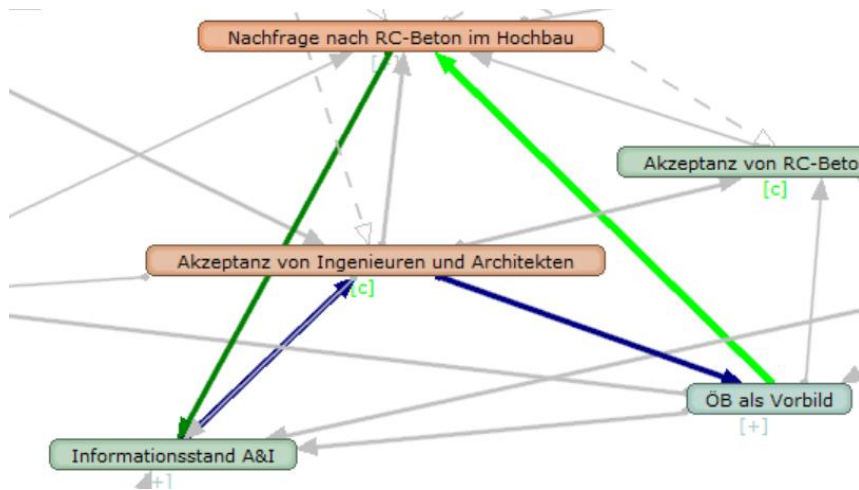 Nachfrage nach RC-Beton im Hochbau
Akzeptanz von RC-Beto
[c]
Akzeptanz von Ingenieuren und Architekten
[c]
ÖB als Vorbild
[+]
Informationsstand A&I
+]